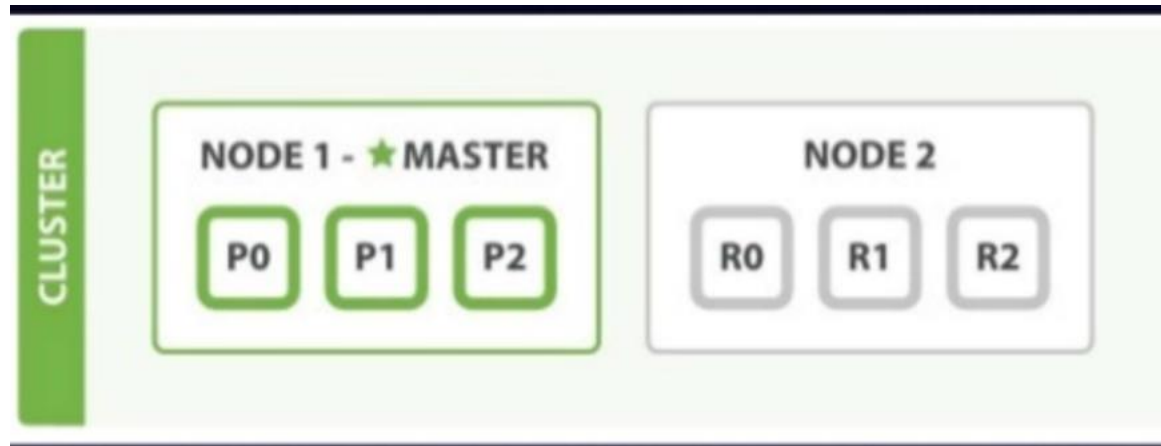 CLUSTER
NODE 1 - ★ MASTER
P0 P1 P2
NODE 2
R0 R1 R2